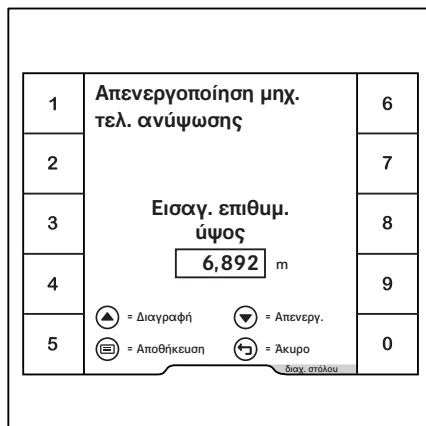 1
2
3
4
5
Απενεργοποίηση μηχ.
τελ. ανύψωσης
Εισαγ. επιθυμ.
ύψος
6,892 m
= Διαγραφή = Απενεργ.
= Αποθήκευση = Άκυρο
διαχ. στόλου
6
7
8
9
0